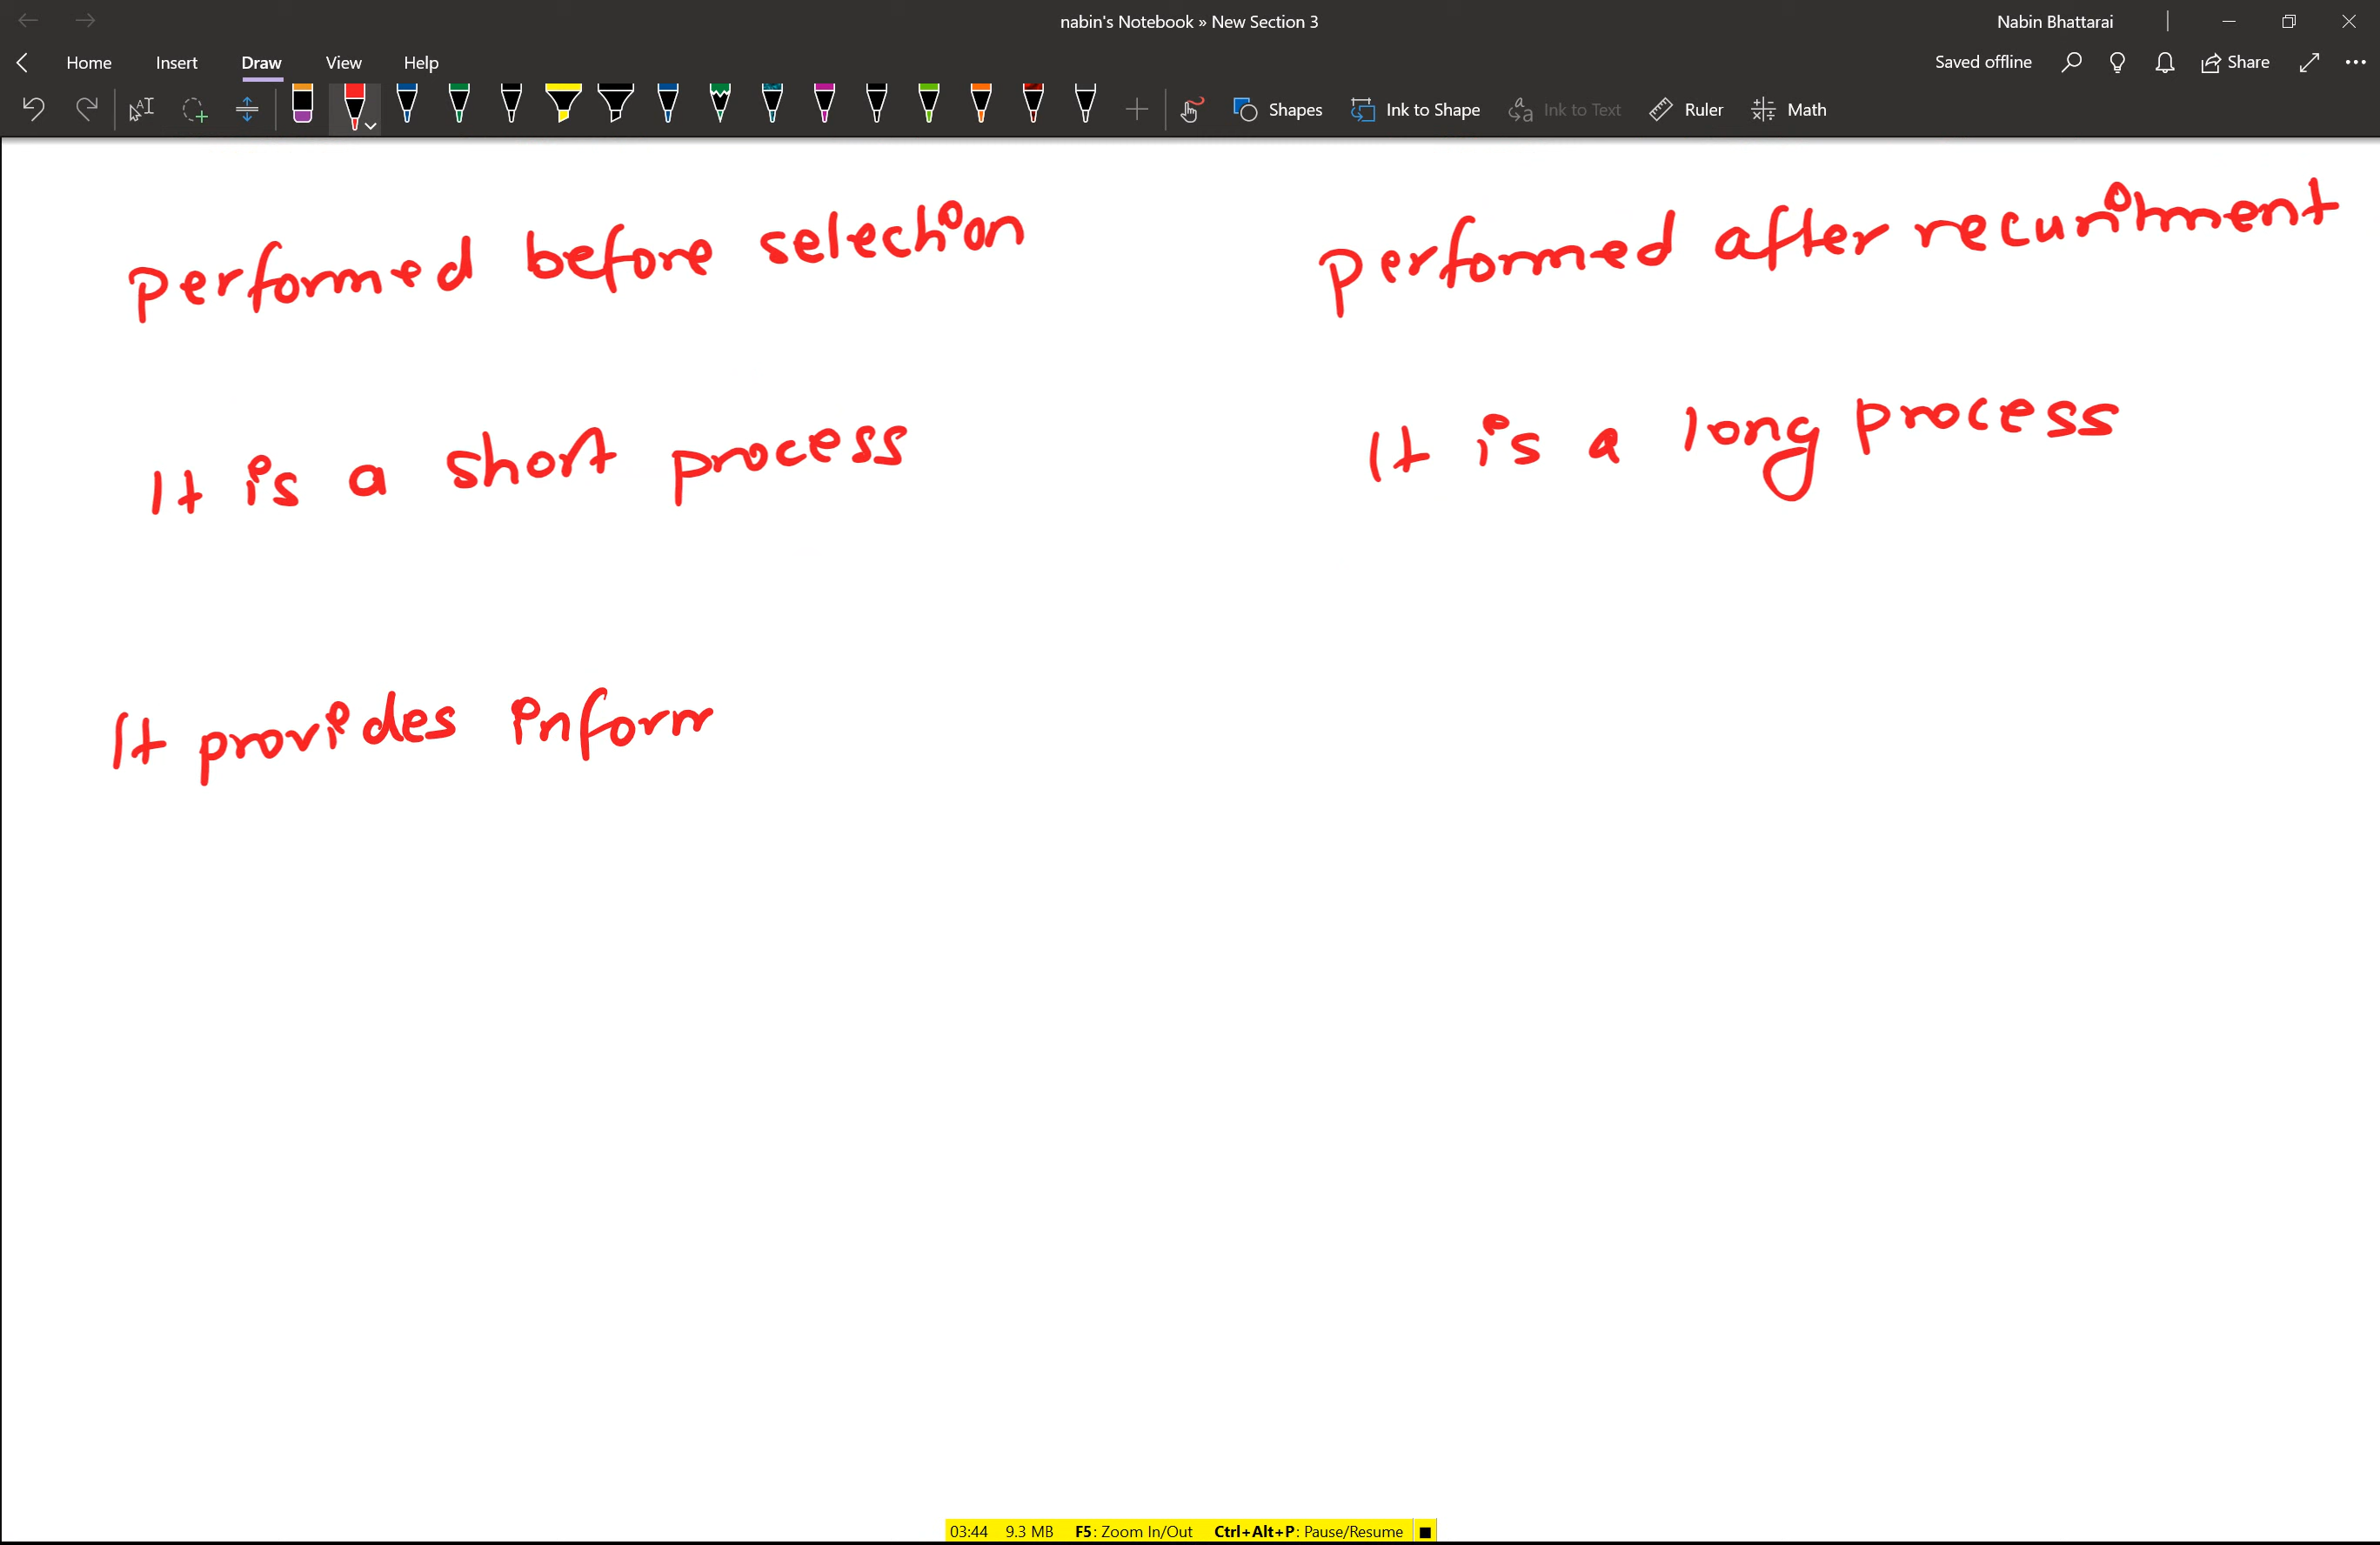 nabin's Notebook » New Section 3
Nabin Bhattarai
Home Insert Draw View Help
Saved offline Share
Shapes Ink to Shape Ink to Text Ruler Math
performed before selection
performed after recuritment
It is a short process
It is a long process
It provides inform
03:44 9.3 MB F5: Zoom In/Out Ctrl+Alt+P: Pause/Resume